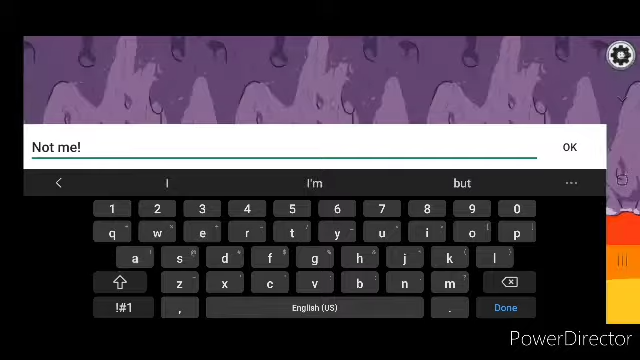 Not me!
OK
I
I'm
but
...
1 2 3 4 5 6 7 8 9 0
q w e r t y u i o p
a s d f g h j k l
z x c v b n m
!#1 , English (US) . Done
PowerDirector